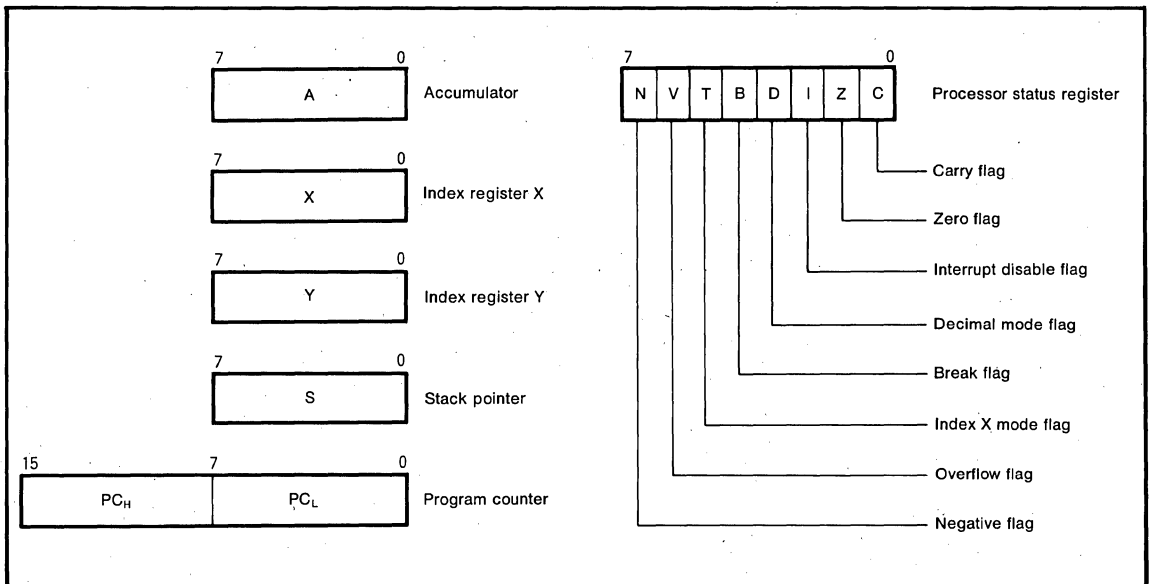 7 0
A
Accumulator
7 0
X
Index register X
7 0
Y
Index register Y
7 0
S
Stack pointer
15 7 0
PCH PCL
Program counter
7 0
N V T B D I Z C
Processor status register
Carry flag
Zero flag
Interrupt disable flag
Decimal mode flag
Break flag
Index X mode flag
Overflow flag
Negative flag